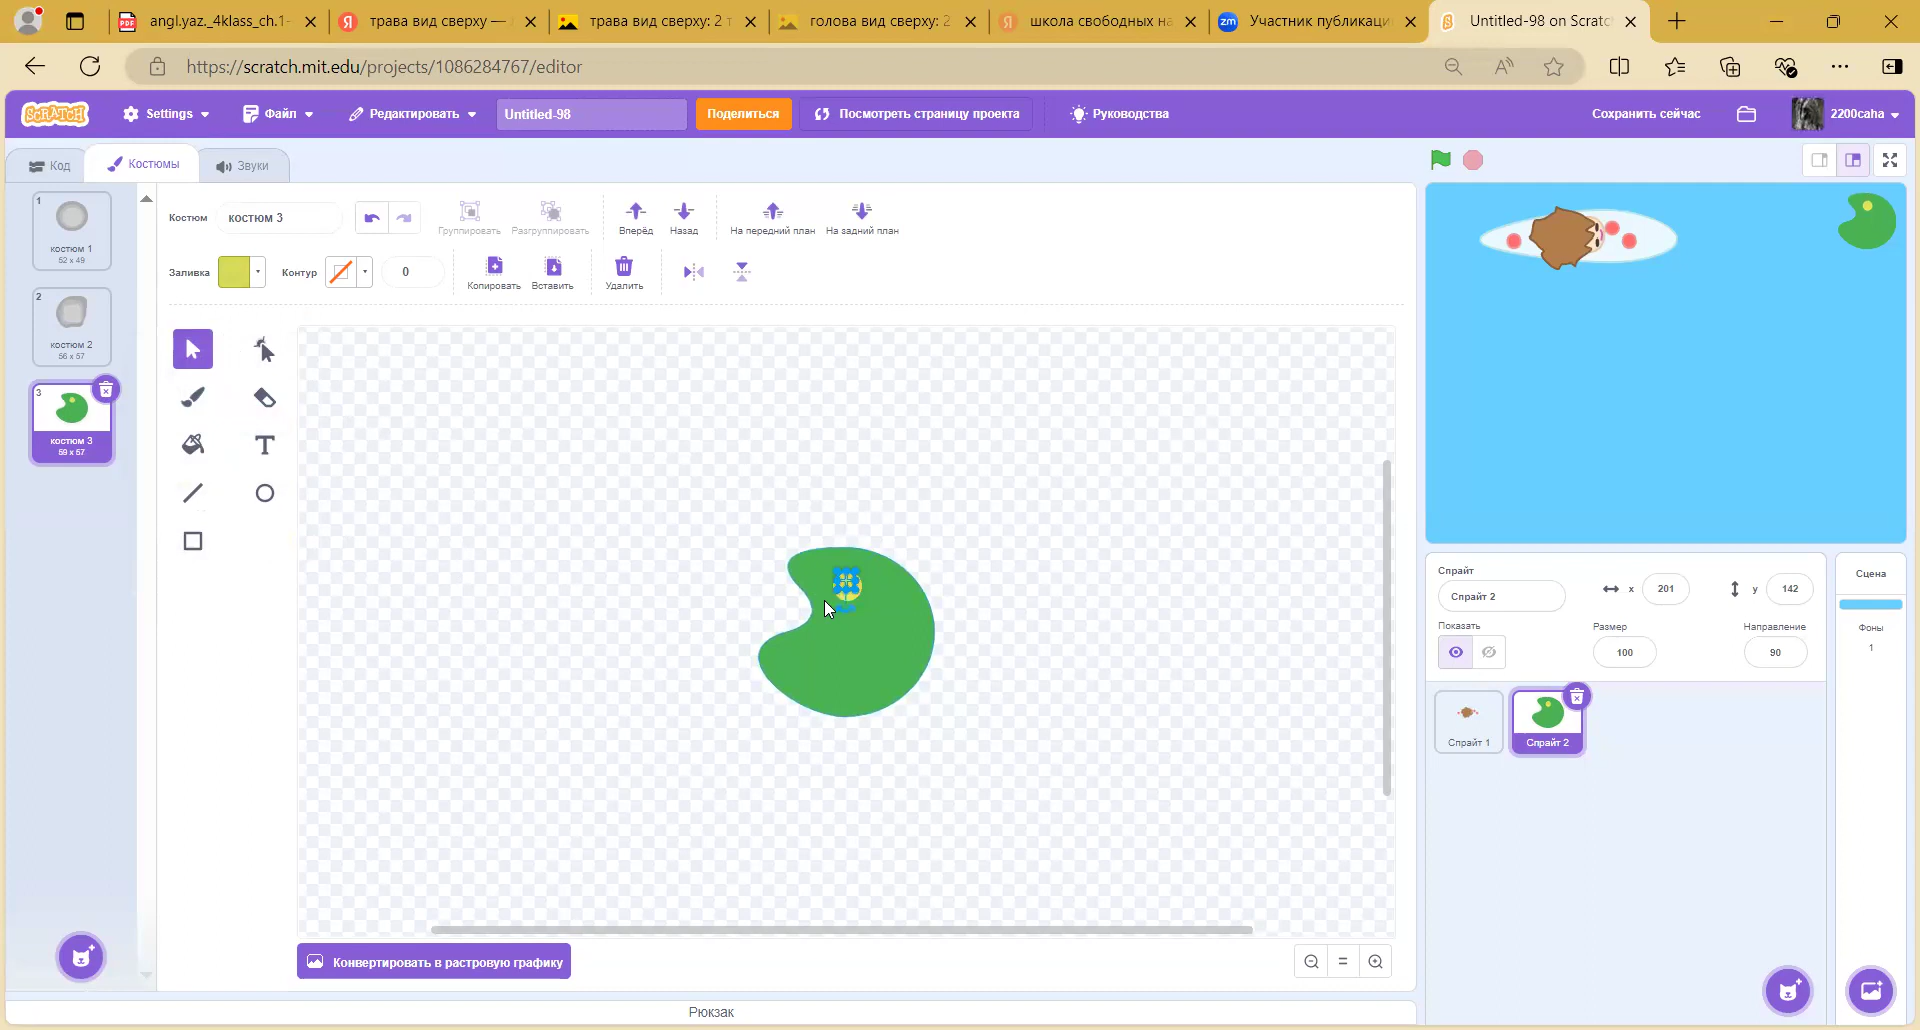 angl.yaz._4klass_ch.1-
трава вид сверху —
трава вид сверху: 2 т
голова вид сверху: 2
школа свободных на
Участник публикаци
Untitled-98 on Scratc
https://scratch.mit.edu/projects/1086284767/editor
SCRATCH
Settings
Файл
Редактировать
Untitled-98
Поделиться
Посмотреть страницу проекта
Руководства
Сохранить сейчас
2200caha
Код
Костюмы
Звуки
1
костюм 1
52 x 49
2
костюм 2
56 x 57
3
костюм 3
59 x 57
Костюм
костюм 3
Группировать
Разгруппировать
Вперёд
Назад
На передний план
На задний план
Заливка
Контур
0
Копировать
Вставить
Удалить
Конвертировать в растровую графику
Рюкзак
Спрайт
Спрайт 2
x
201
y
142
Показать
Размер
100
Направление
90
Спрайт 1
Спрайт 2
Сцена
Фоны
1